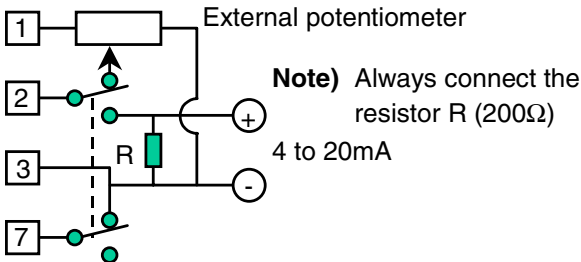 1
External potentiometer
2
Note) Always connect the
resistor R (200Ω)
+
R
4 to 20mA
3
-
7